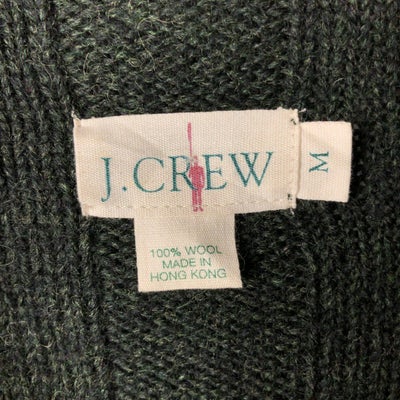 J.CREW
M
100% WOOL
MADE IN
HONG KONG